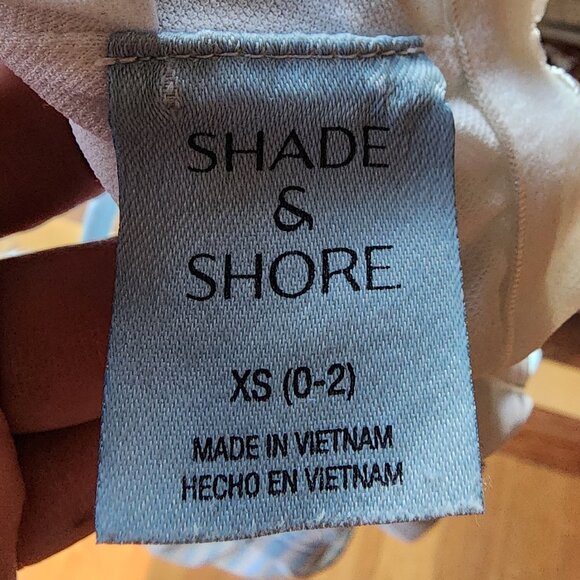 SHADE
&
SHORE
XS (0-2)
MADE IN VIETNAM
HECHO EN VIETNAM